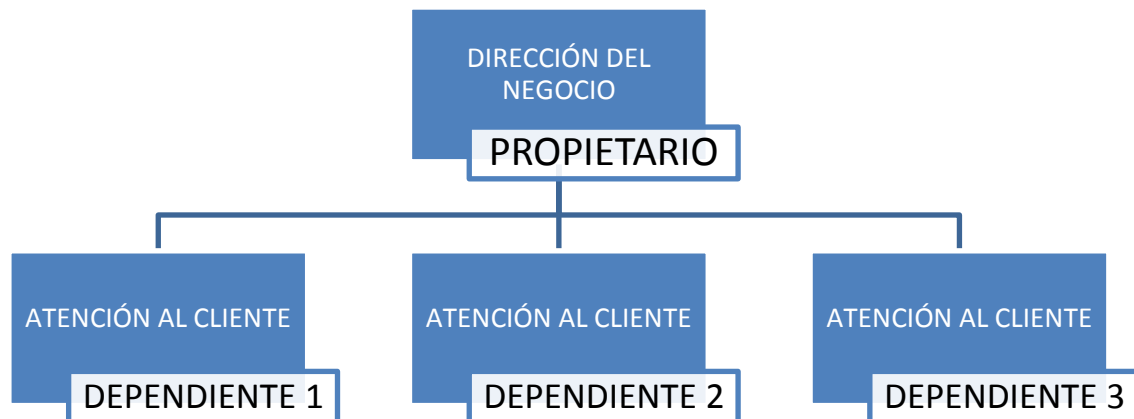 DIRECCIÓN DEL
NEGOCIO
PROPIETARIO
ATENCIÓN AL CLIENTE
DEPENDIENTE 1
ATENCIÓN AL CLIENTE
DEPENDIENTE 2
ATENCIÓN AL CLIENTE
DEPENDIENTE 3